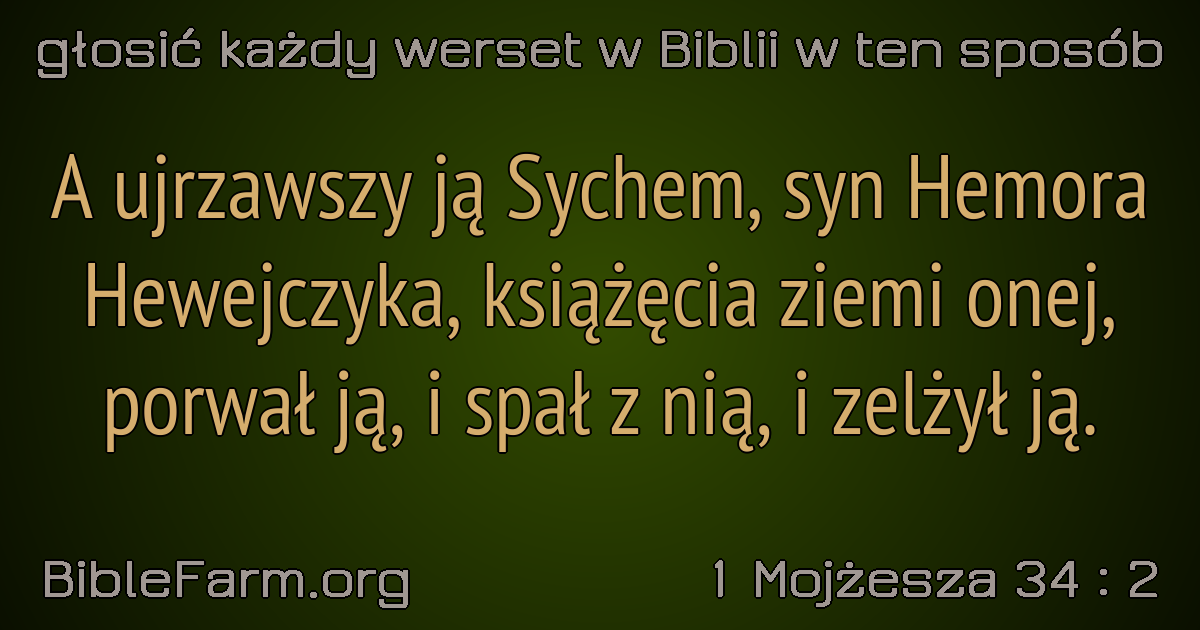 głosić każdy werset w Biblii w ten sposób
A ujrzawszy ją Sychem, syn Hemora
Hewejczyka, książęcia ziemi onej,
porwał ją, i spał z nią, i zelżył ją.
BibleFarm.org
1 Mojżesza 34 : 2